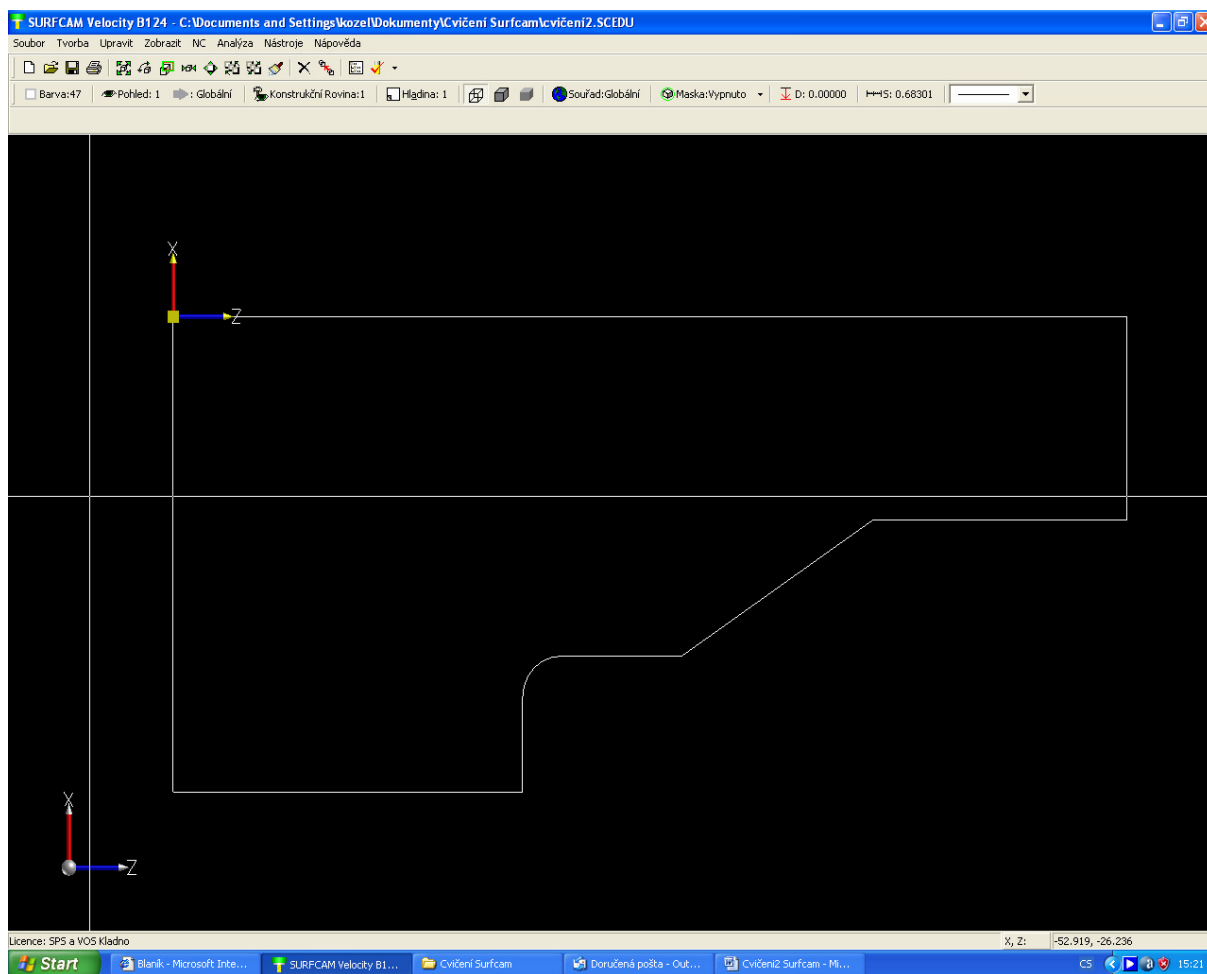 SURFCAM Velocity B124 - C:\Documents and Settings\kozel\Dokumenty\Cvičení Surfcam\cvičení2.SCEDU
Soubor Tvorba Upravit Zobrazit NC Analýza Nástroje Nápověda
Barva:47 Pohled: 1 : Globální Konstrukční Rovina:1 Hladina: 1 Souřad:Globální Maska:Vypnuto D: 0.00000 S: 0.68301
X
Z
X
Z
Licence: SPS a VOS Kladno X, Z: -52.919, -26.236
Start Blaník - Microsoft Inte... SURFCAM Velocity B1... Cvičení Surfcam Doručená pošta - Out... Cvičeni2 Surfcam - Mi... CS 15:21